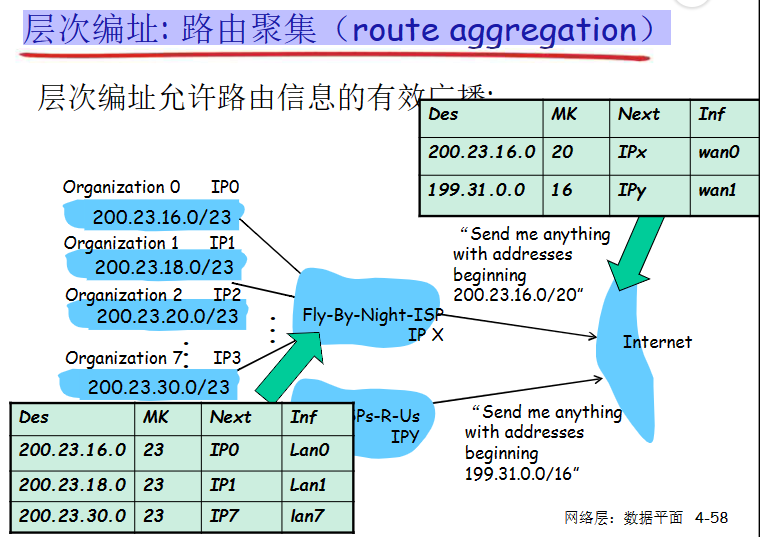 层次编址: 路由聚集（route aggregation）
层次编址允许路由信息的有效广播:
Des MK Next Inf
200.23.16.0 20 IPx wan0
199.31.0.0 16 IPy wan1
Organization 0 IP0
200.23.16.0/23
Organization 1 IP1
200.23.18.0/23
Organization 2 IP2
200.23.20.0/23
Organization 7 IP3
200.23.30.0/23
Fly-By-Night-ISP
IP X
“Send me anything
with addresses
beginning
200.23.16.0/20”
Internet
Ps-R-Us
IPY
“Send me anything
with addresses
beginning
199.31.0.0/16”
Des MK Next Inf
200.23.16.0 23 IP0 Lan0
200.23.18.0 23 IP1 Lan1
200.23.30.0 23 IP7 lan7
网络层：数据平面 4-58